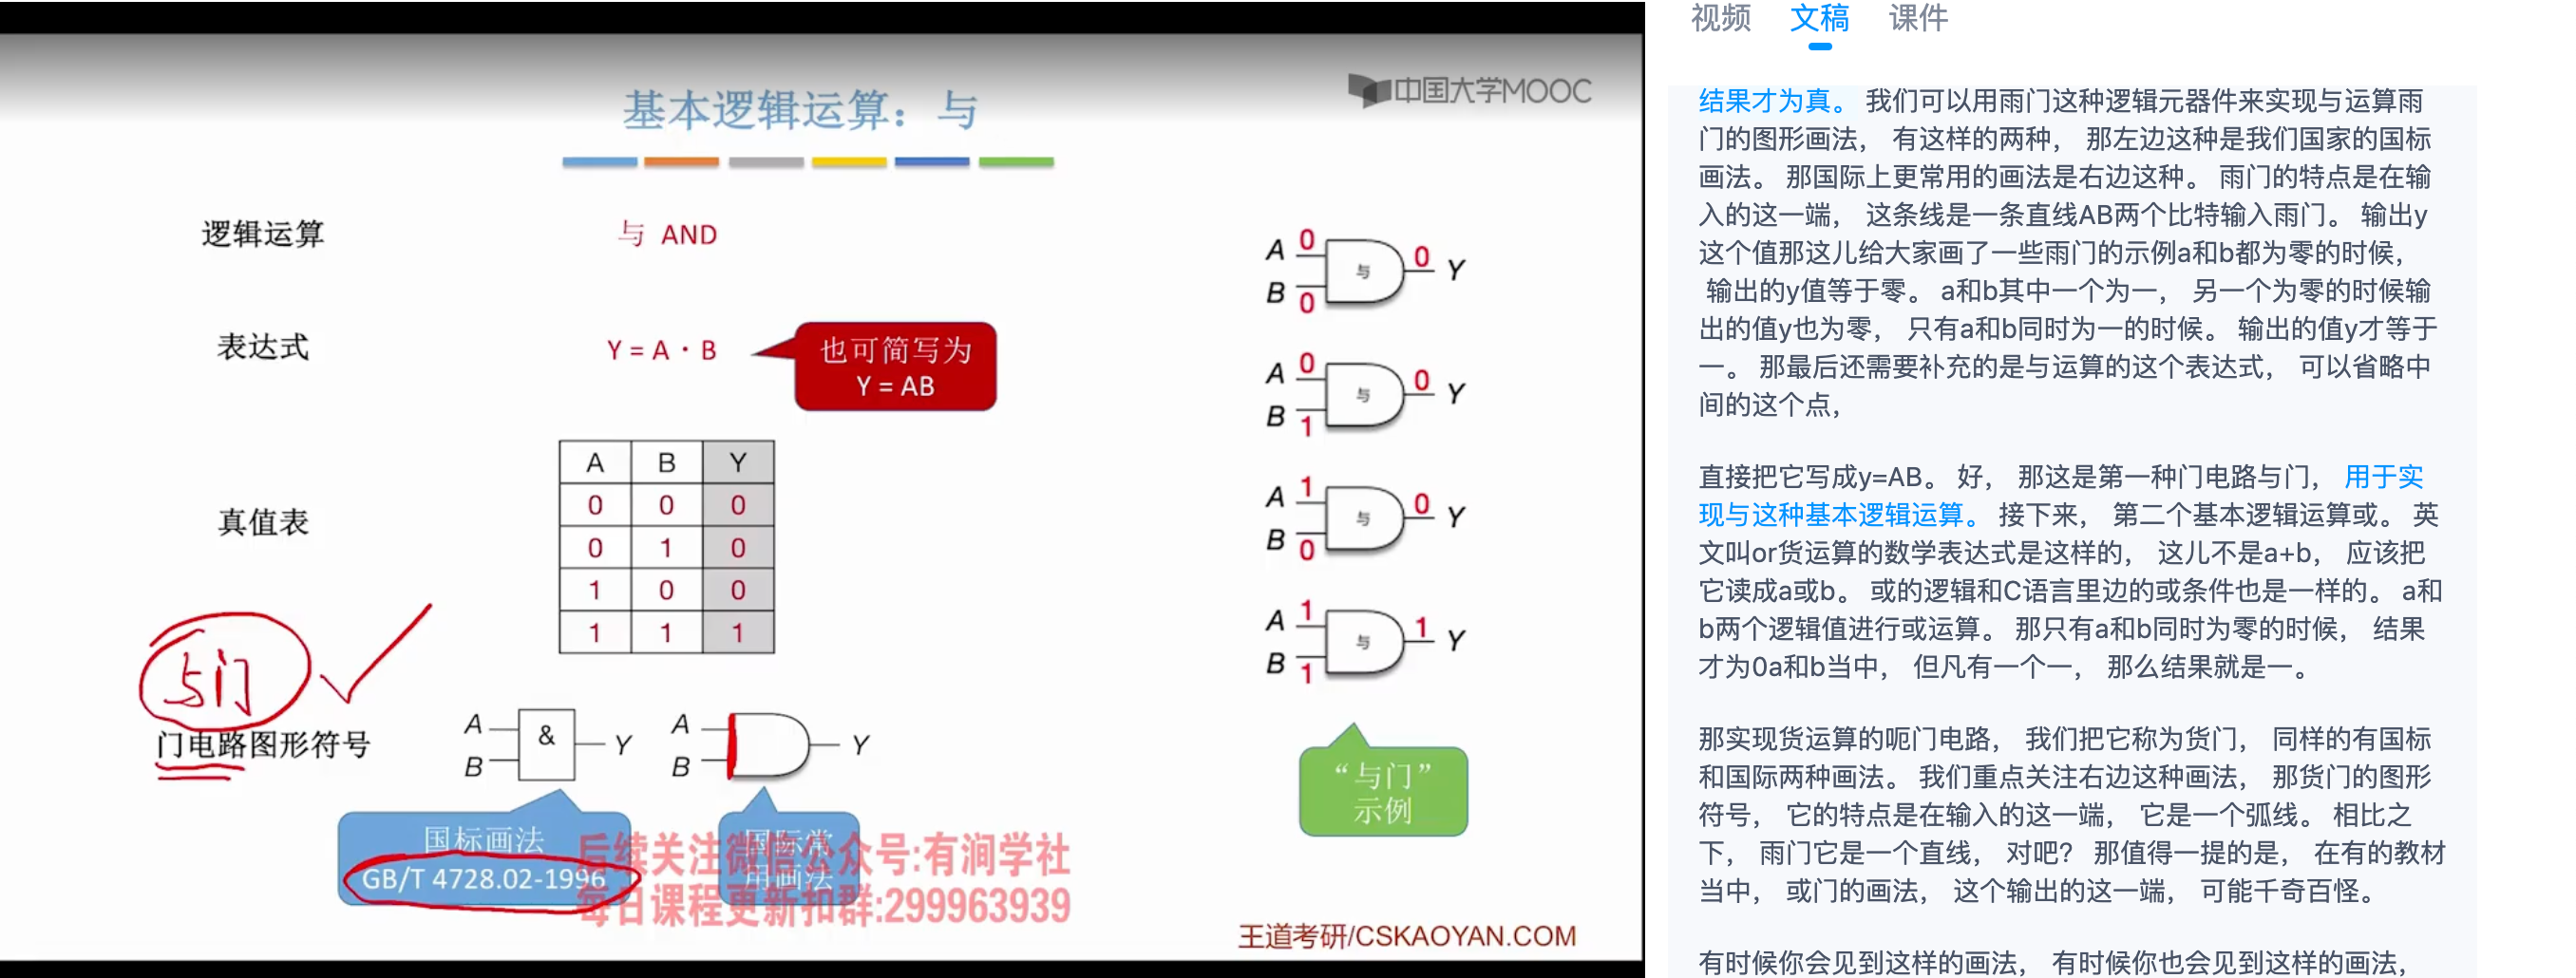 中国大学MOOC
基本逻辑运算：与
逻辑运算
与 AND
表达式
Y = A · B
也可简写为
Y = AB
真值表
A B Y
0 0 0
0 1 0
1 0 0
1 1 1
与门
门电路图形符号
A
B
&
Y
A
B
Y
国标画法
GB/T 4728.02-1996
国际常
用画法
后续关注微信公众号:有涧学社
每日课程更新扣群:299963939
A 0
B 0
与
0 Y
A 0
B 1
与
0 Y
A 1
B 0
与
0 Y
A 1
B 1
与
1 Y
“与门”
示例
王道考研/CSKAOYAN.COM
视频 文稿 课件
结果才为真。 我们可以用雨门这种逻辑元器件来实现与运算雨
门的图形画法， 有这样的两种， 那左边这种是我们国家的国标
画法。 那国际上更常用的画法是右边这种。 雨门的特点是在输
入的这一端， 这条线是一条直线AB两个比特输入雨门。 输出y
这个值那这儿给大家画了一些雨门的示例a和b都为零的时候，
输出的y值等于零。 a和b其中一个为一， 另一个为零的时候输
出的值y也为零， 只有a和b同时为一的时候。 输出的值y才等于
一。 那最后还需要补充的是与运算的这个表达式， 可以省略中
间的这个点，
直接把它写成y=AB。 好， 那这是第一种门电路与门， 用于实
现与这种基本逻辑运算。 接下来， 第二个基本逻辑运算或。 英
文叫or货运算的数学表达式是这样的， 这儿不是a+b， 应该把
它读成a或b。 或的逻辑和C语言里边的或条件也是一样的。 a和
b两个逻辑值进行或运算。 那只有a和b同时为零的时候， 结果
才为0a和b当中， 但凡有一个一， 那么结果就是一。
那实现货运算的呃门电路， 我们把它称为货门， 同样的有国标
和国际两种画法。 我们重点关注右边这种画法， 那货门的图形
符号， 它的特点是在输入的这一端， 它是一个弧线。 相比之
下， 雨门它是一个直线， 对吧？ 那值得一提的是， 在有的教材
当中， 或门的画法， 这个输出的这一端， 可能千奇百怪。
有时候你会见到这样的画法， 有时候你也会见到这样的画法，